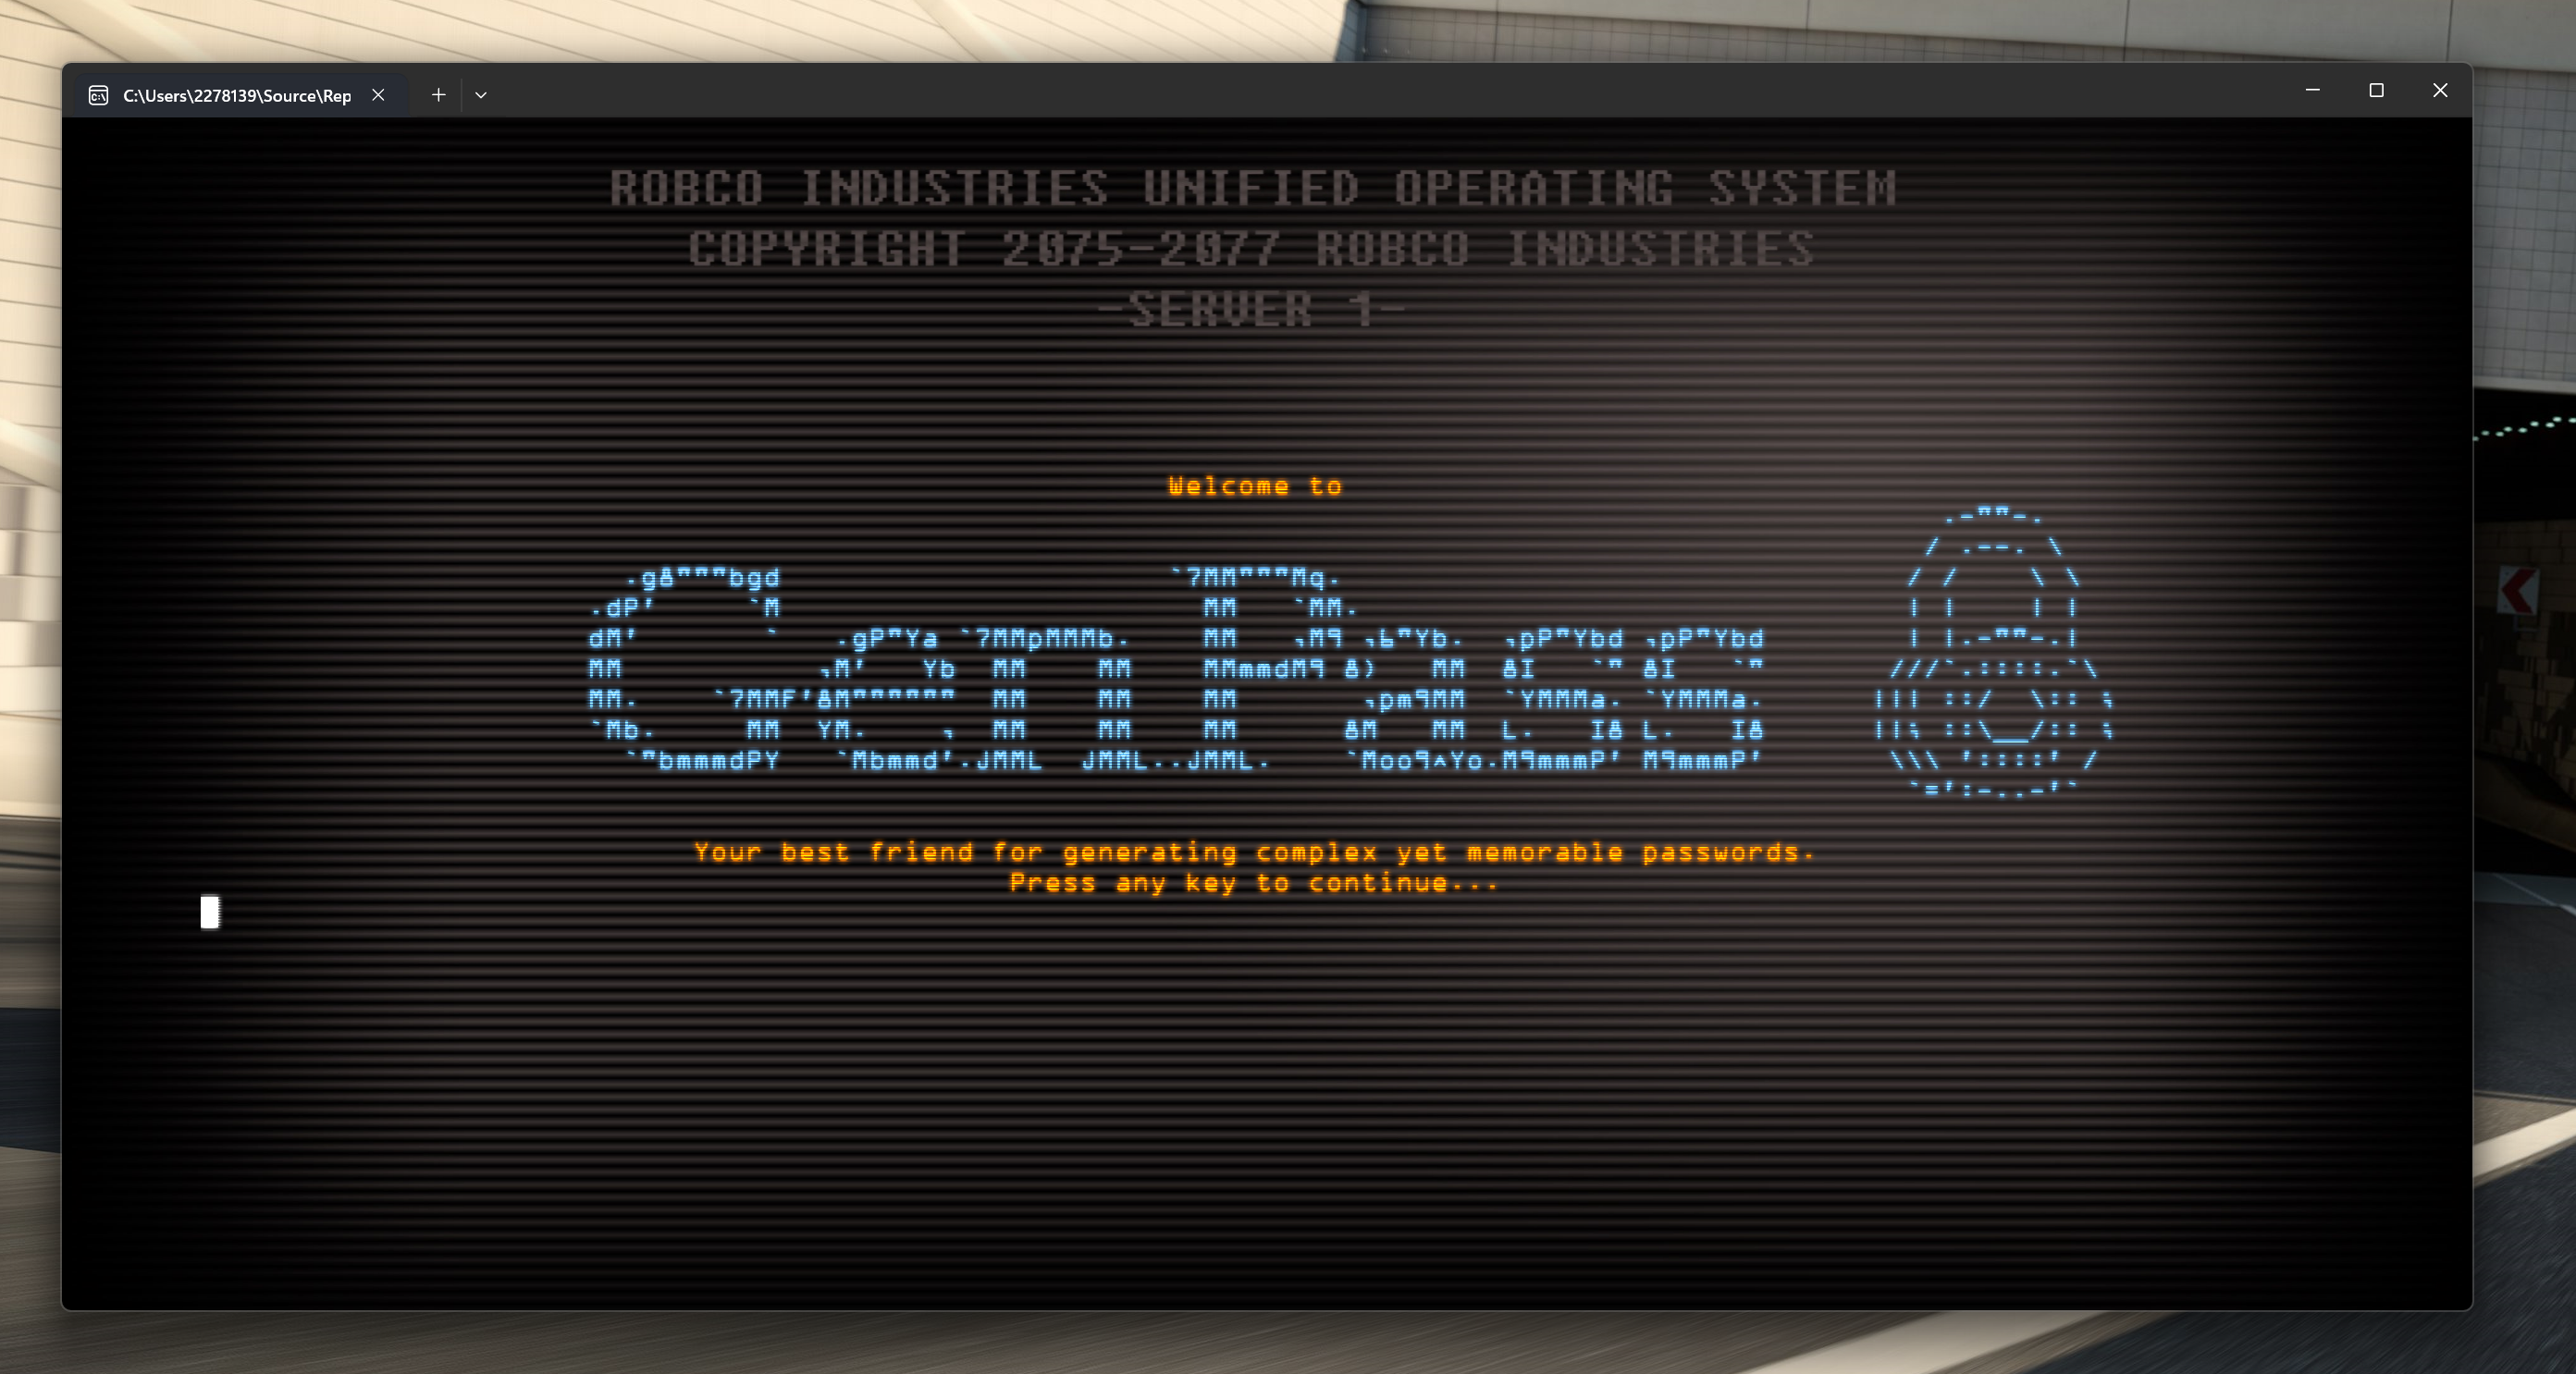 C:\Users\2278139\Source\Rep
ROBCO INDUSTRIES UNIFIED OPERATING SYSTEM
COPYRIGHT 2075-2077 ROBCO INDUSTRIES
-SERVER 1-
Welcome to
GenPass
Your best friend for generating complex yet memorable passwords.
Press any key to continue...